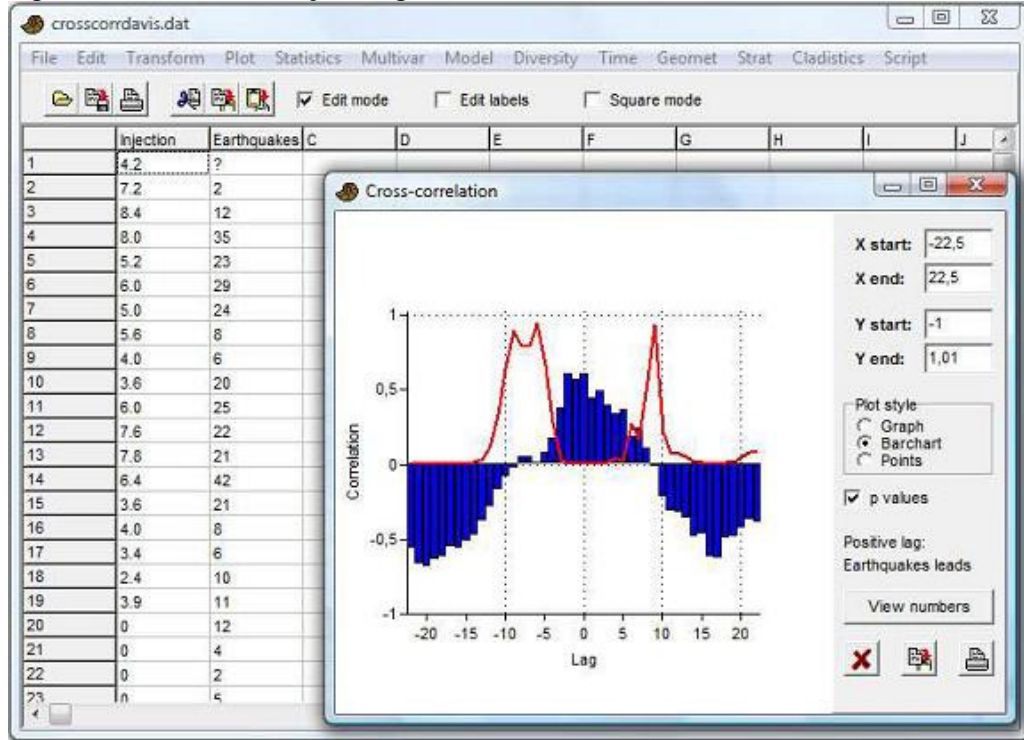 crosscorrdavis.dat
File Edit Transform Plot Statistics Multivar Model Diversity Time Geomet Strat Cladistics Script
Edit mode Edit labels Square mode
Injection Earthquakes C D E F G H I J
1 4.2 ?
2 7.2 2
3 8.4 12
4 8.0 35
5 5.2 23
6 6.0 29
7 5.0 24
8 5.6 8
9 4.0 6
10 3.6 20
11 6.0 25
12 7.6 22
13 7.8 21
14 6.4 42
15 3.6 21
16 4.0 8
17 3.4 6
18 2.4 10
19 3.9 11
20 0 12
21 0 4
22 0 2
23 0 5
Cross-correlation
1
0,5
0
-0,5
-1
Correlation
-20 -15 -10 -5 0 5 10 15 20
Lag
X start: -22,5
X end: 22,5
Y start: -1
Y end: 1,01
Plot style
Graph
Barchart
Points
p values
Positive lag:
Earthquakes leads
View numbers